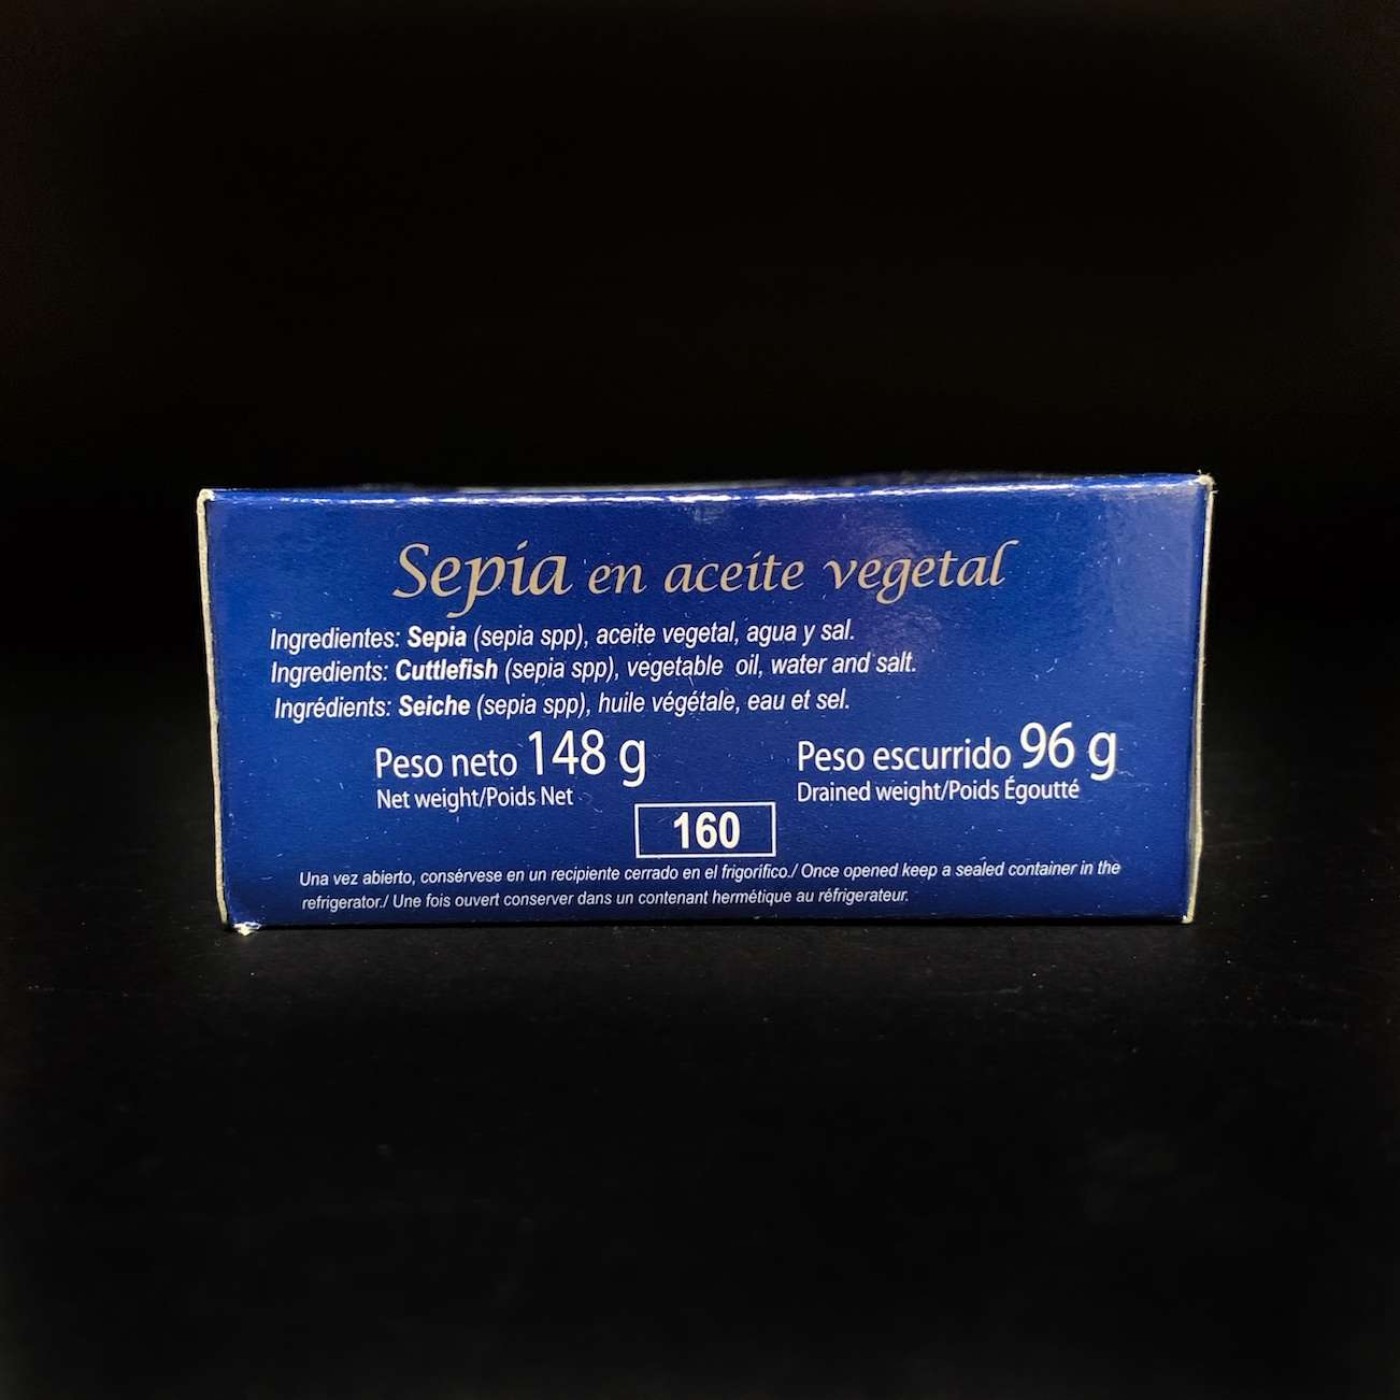 Sepia en aceite vegetal
Ingredientes: Sepia (sepia spp), aceite vegetal, agua y sal.
Ingredients: Cuttlefish (sepia spp), vegetable oil, water and salt.
Ingrédients: Seiche (sepia spp), huile végétale, eau et sel.
Peso neto 148 g
Net weight/Poids Net
Peso escurrido 96 g
Drained weight/Poids Égoutté
160
Una vez abierto, consérvese en un recipiente cerrado en el frigorífico./ Once opened keep a sealed container in the
refrigerator./ Une fois ouvert conserver dans un contenant hermétique au réfrigerateur.